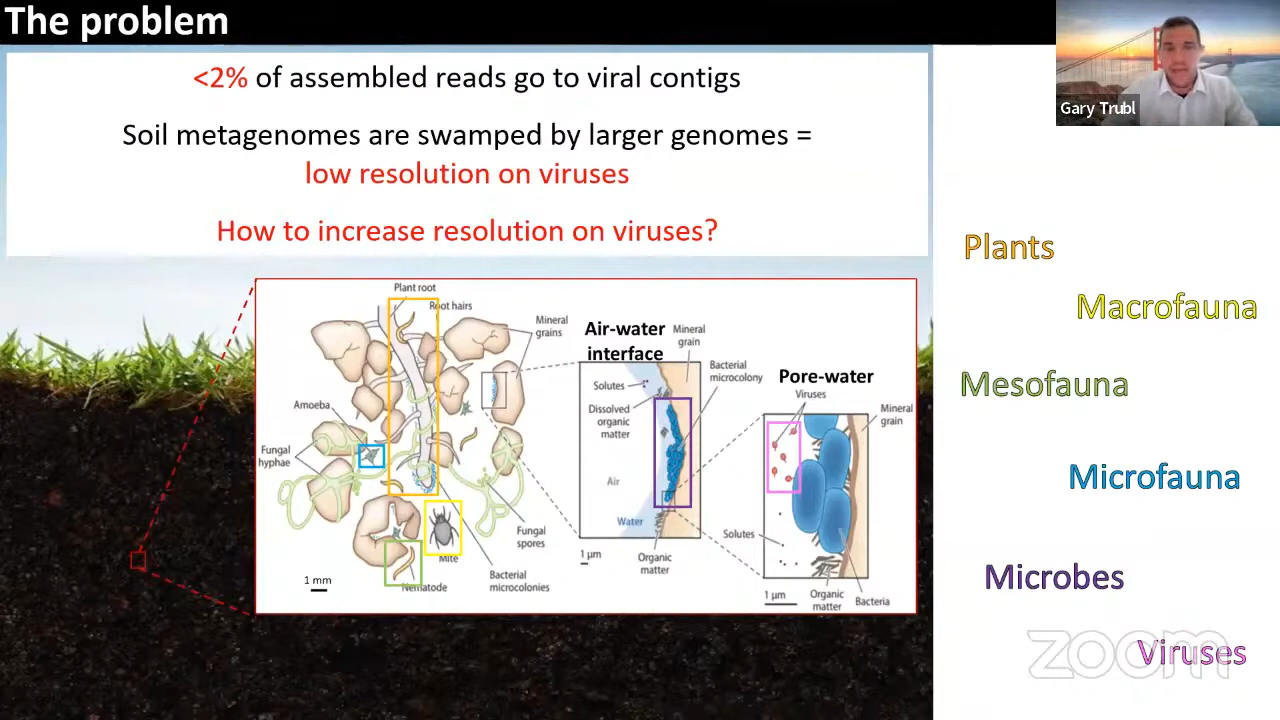 The problem
<2% of assembled reads go to viral contigs
Soil metagenomes are swamped by larger genomes =
low resolution on viruses
How to increase resolution on viruses?
Gary Trubl
Plants
Macrofauna
Mesofauna
Microfauna
Microbes
Viruses
zoom
Plant root
Root hairs
Mineral
grains
Amoeba
Fungal
hyphae
Mite
Nematode
Fungal
spores
Bacterial
microcolonies
1 mm
Air-water
interface
Mineral
grain
Bacterial
microcolony
Solutes
Dissolved
organic
matter
Air
Water
1 µm
Organic
matter
Pore-water
Viruses
Mineral
grain
Solutes
1 µm
Organic
matter
Bacteria